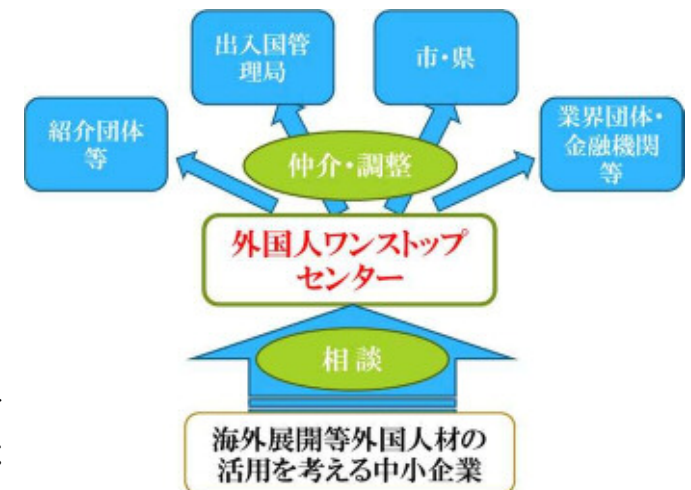 出入国管
理局
市・県
紹介団体
等
業界団体・
金融機関
等
仲介・調整
外国人ワンストップ
センター
相談
海外展開等外国人材の
活用を考える中小企業